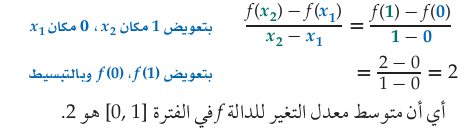 (f(x₂) − f(x₁)) / (x₂ − x₁) = (f(1) − f(0)) / (1 − 0) بتعويض 1 مكان x₂ ، 0 مكان x₁
= (2 − 0) / (1 − 0) = 2 بتعويض f(1)، f(0) وبالتبسيط
أي أن متوسط معدل التغير للدالة f في الفترة [0, 1] هو 2.